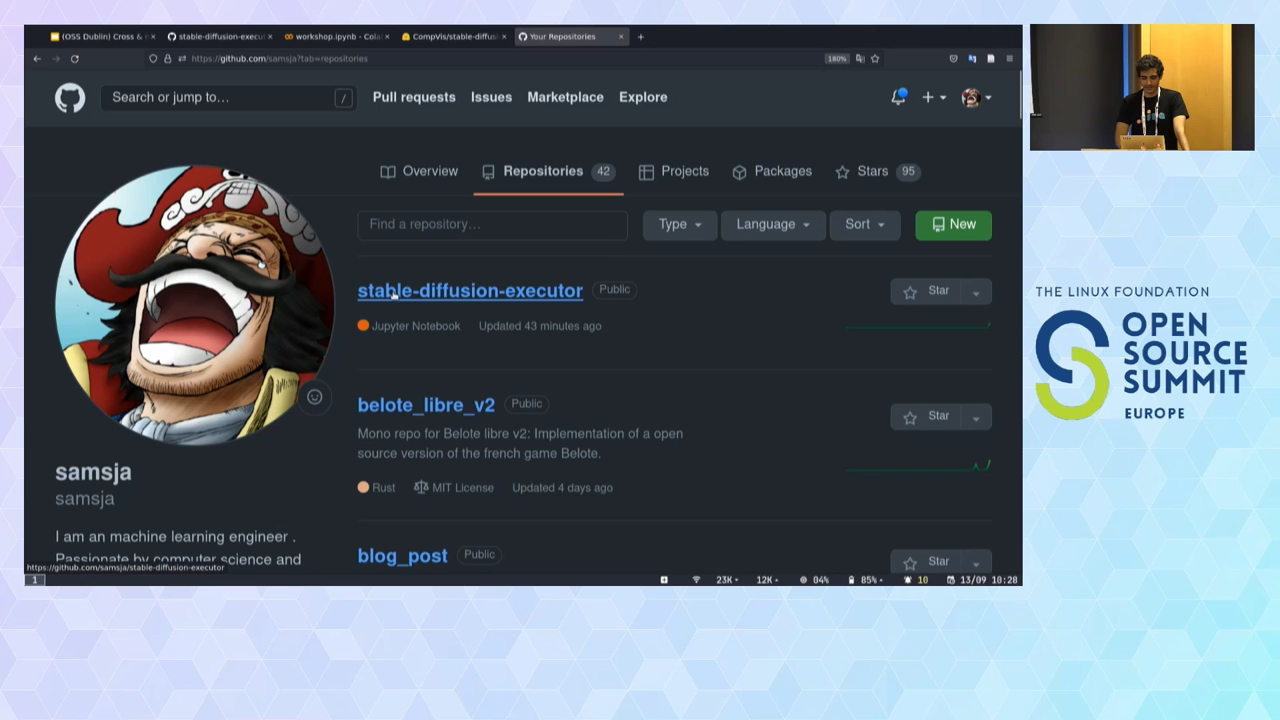 (OSS Dublin) Cross &
stable-diffusion-execut
workshop.ipynb - Cola
CompVis/stable-diffus
Your Repositories
https://github.com/samsja?tab=repositories
180%
Search or jump to…
/
Pull requests
Issues
Marketplace
Explore
Overview
Repositories 42
Projects
Packages
Stars 95
Find a repository…
Type
Language
Sort
New
stable-diffusion-executor
Public
Star
Jupyter Notebook
Updated 43 minutes ago
belote_libre_v2
Public
Star
Mono repo for Belote libre v2: Implementation of a open
source version of the french game Belote.
Rust
MIT License
Updated 4 days ago
blog_post
Public
Star
samsja
samsja
I am an machine learning engineer .
Passionate by computer science and
https://github.com/samsja/stable-diffusion-executor
1
23K
12K
04%
85%
10
13/09 10:28
THE LINUX FOUNDATION
OPEN
SOURCE
SUMMIT
EUROPE